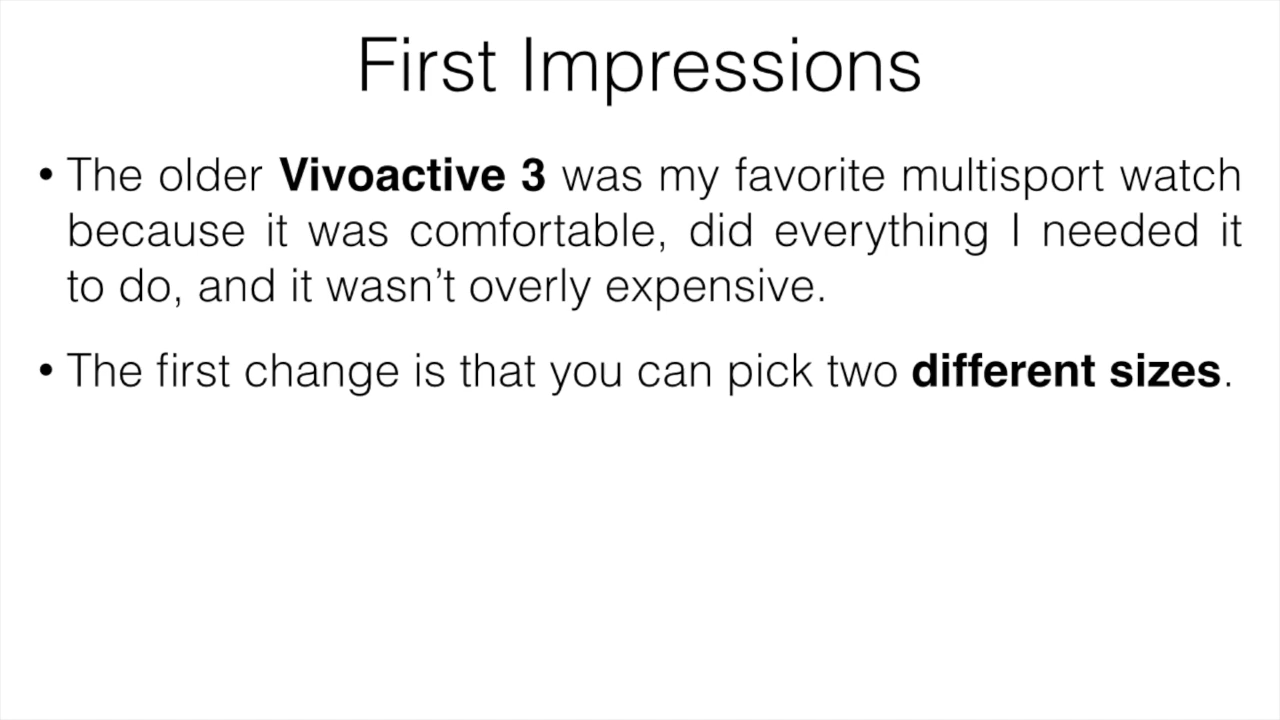 First Impressions
• The older Vivoactive 3 was my favorite multisport watch
because it was comfortable, did everything I needed it
to do, and it wasn’t overly expensive.
• The first change is that you can pick two different sizes.